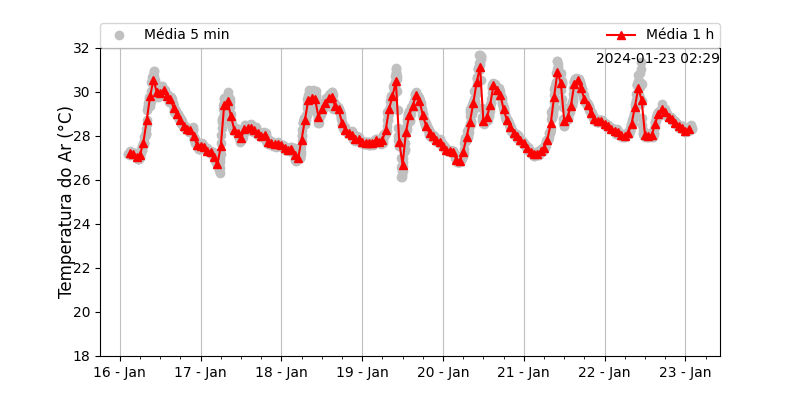 Média 5 min
Média 1 h
2024-01-23 02:29
Temperatura do Ar (°C)
32
30
28
26
24
22
20
18
16 - Jan
17 - Jan
18 - Jan
19 - Jan
20 - Jan
21 - Jan
22 - Jan
23 - Jan